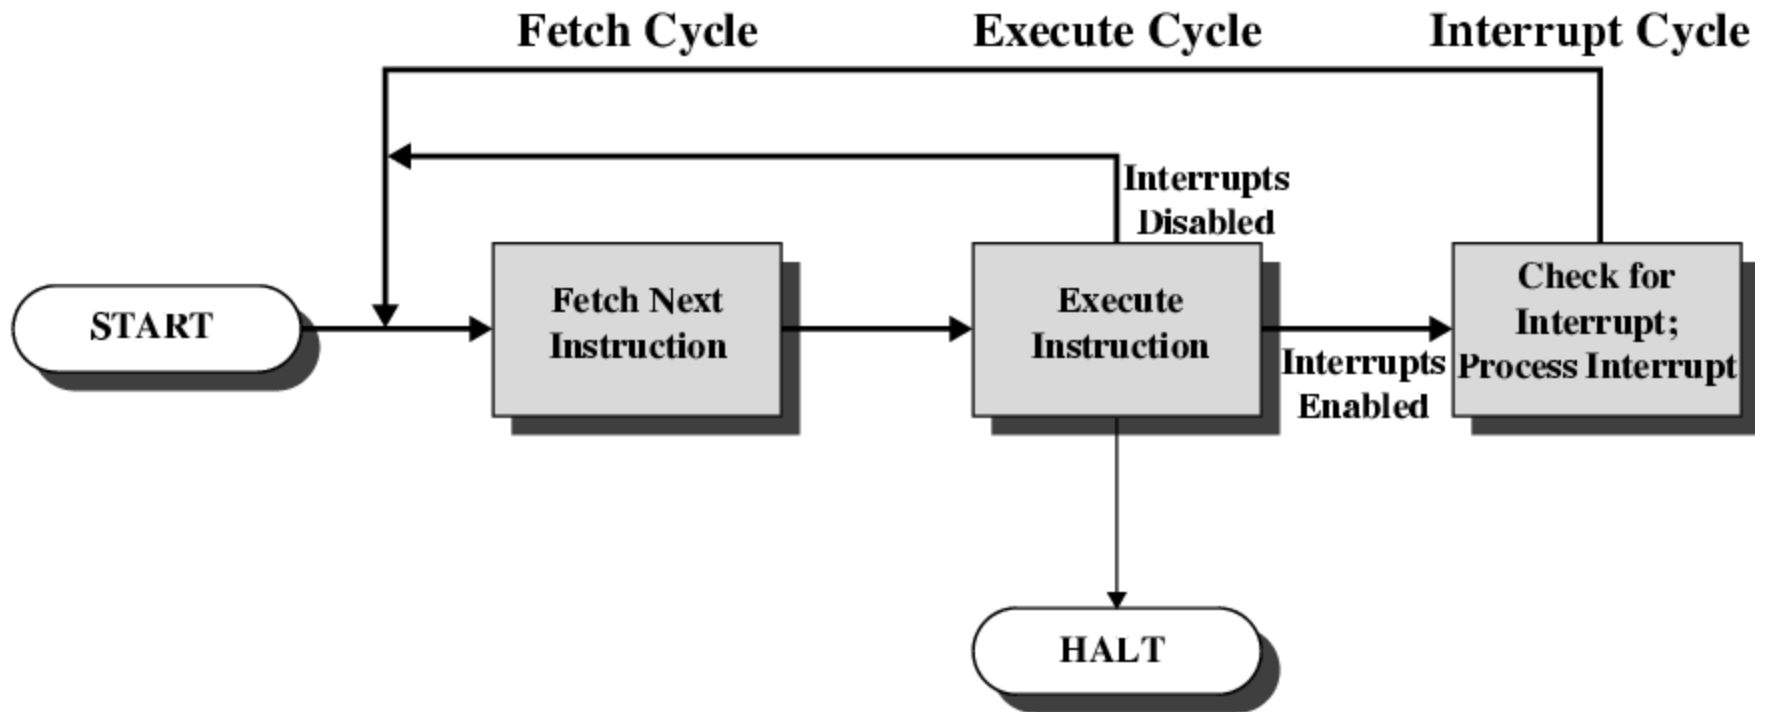 Fetch Cycle
Execute Cycle
Interrupt Cycle
Interrupts
Disabled
START
Fetch Next
Instruction
Execute
Instruction
Interrupts
Enabled
Check for
Interrupt;
Process Interrupt
HALT